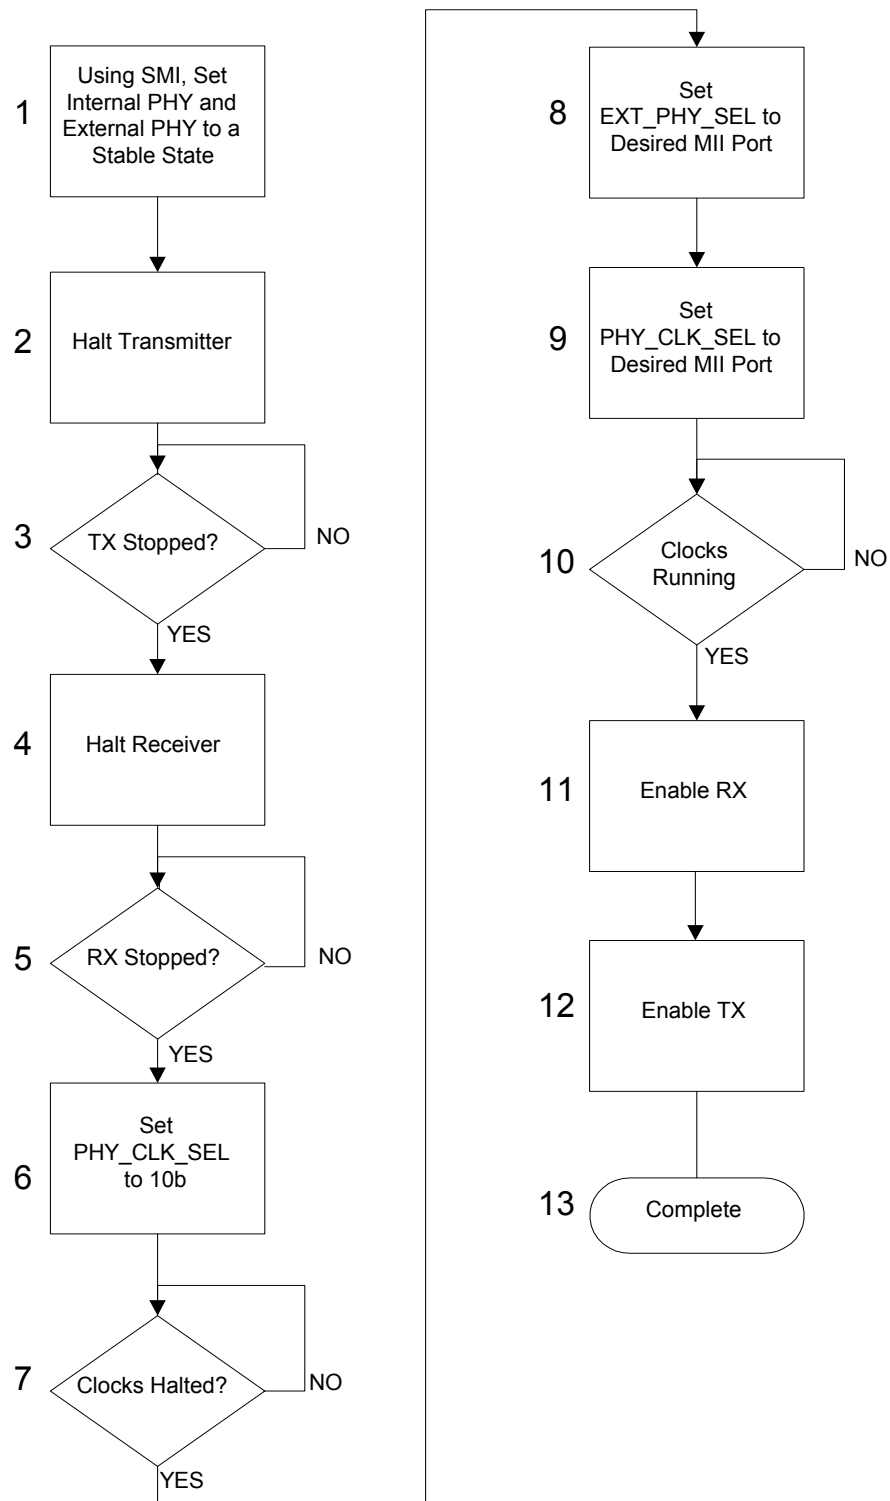 1
Using SMI, Set
Internal PHY and
External PHY to a
Stable State
2
Halt Transmitter
3
TX Stopped?
NO
YES
4
Halt Receiver
5
RX Stopped?
NO
YES
6
Set
PHY_CLK_SEL
to 10b
7
Clocks Halted?
NO
YES
8
Set
EXT_PHY_SEL to
Desired MII Port
9
Set
PHY_CLK_SEL to
Desired MII Port
10
Clocks
Running
NO
YES
11
Enable RX
12
Enable TX
13
Complete